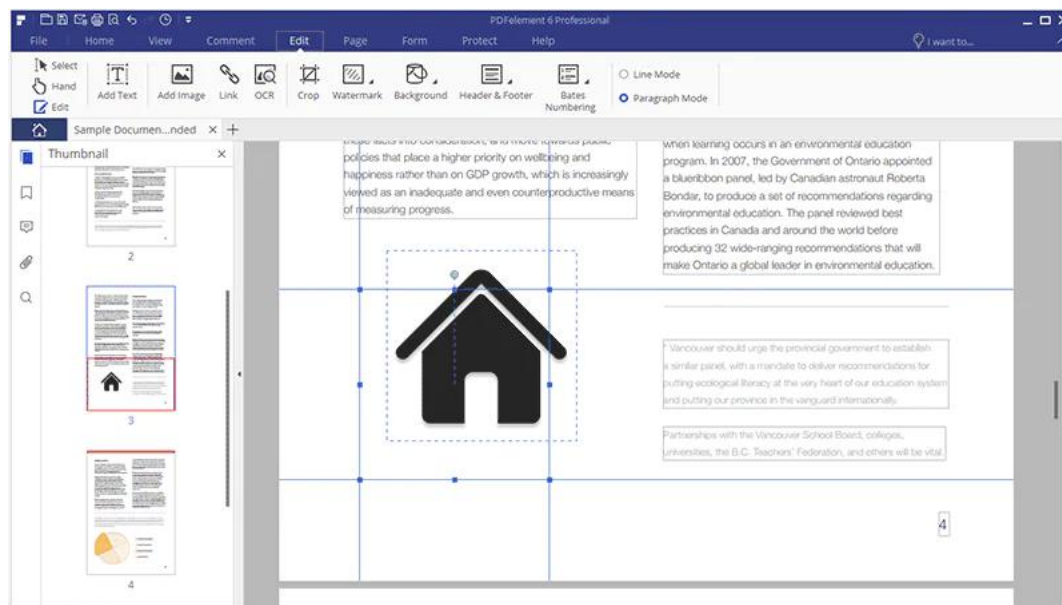 PDFelement 6 Professional
File Home View Comment Edit Page Form Protect Help I want to...
Select
Hand
Edit
Add Text Add Image Link OCR Crop Watermark Background Header & Footer Bates Numbering
Line Mode
Paragraph Mode
Sample Documen...nded
Thumbnail
2
3
4
these facts into consideration, and move towards public
policies that place a higher priority on wellbeing and
happiness rather than on GDP growth, which is increasingly
viewed as an inadequate and even counterproductive means
of measuring progress.
when learning occurs in an environmental education
program. In 2007, the Government of Ontario appointed
a blueribbon panel, led by Canadian astronaut Roberta
Bondar, to produce a set of recommendations regarding
environmental education. The panel reviewed best
practices in Canada and around the world before
producing 32 wide-ranging recommendations that will
make Ontario a global leader in environmental education.
* Vancouver should urge the provincial government to establish
a similar panel, with a mandate to deliver recommendations for
putting ecological literacy at the very heart of our education system
and putting our province in the vanguard internationally.
Partnerships with the Vancouver School Board, colleges,
universities, the B.C. Teachers' Federation, and others will be vital.
4